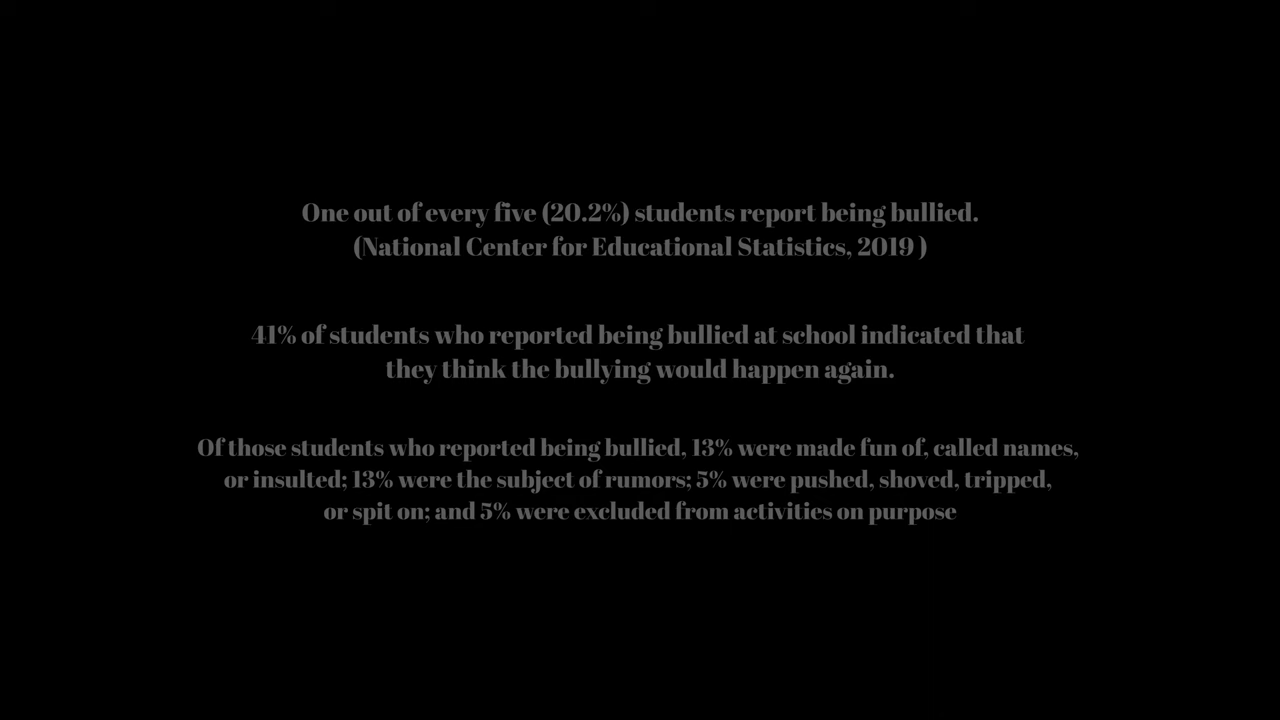 One out of every five (20.2%) students report being bullied.
(National Center for Educational Statistics, 2019 )
41% of students who reported being bullied at school indicated that
they think the bullying would happen again.
Of those students who reported being bullied, 13% were made fun of, called names,
or insulted; 13% were the subject of rumors; 5% were pushed, shoved, tripped,
or spit on; and 5% were excluded from activities on purpose